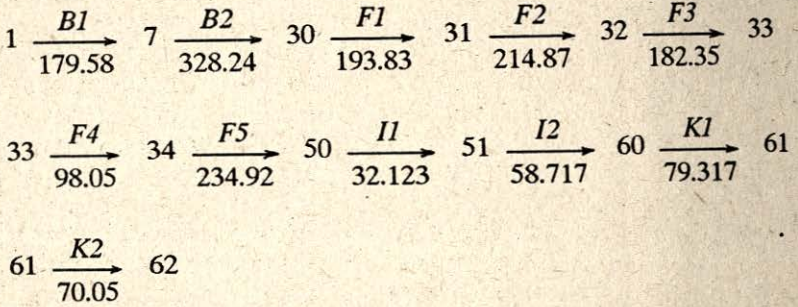 1 B1 179.58 → 7 B2 328.24 → 30 F1 193.83 → 31 F2 214.87 → 32 F3 182.35 → 33
33 F4 98.05 → 34 F5 234.92 → 50 I1 32.123 → 51 I2 58.717 → 60 K1 79.317 → 61
61 K2 70.05 → 62